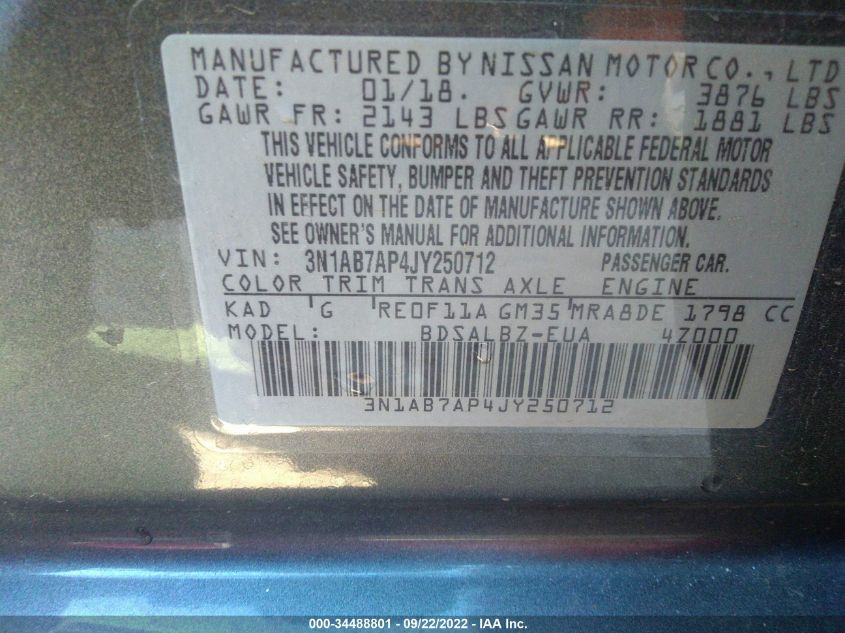 MANUFACTURED BY NISSAN MOTOR CO., LTD
DATE: 01/18. GVWR: 3876 LBS
GAWR FR: 2143 LBS GAWR RR: 1881 LBS
THIS VEHICLE CONFORMS TO ALL APPLICABLE FEDERAL MOTOR
VEHICLE SAFETY, BUMPER AND THEFT PREVENTION STANDARDS
IN EFFECT ON THE DATE OF MANUFACTURE SHOWN ABOVE.
SEE OWNER'S MANUAL FOR ADDITIONAL INFORMATION.
VIN: 3N1AB7AP4JY250712 PASSENGER CAR.
COLOR TRIM TRANS AXLE ENGINE
KAD G RE0F11A GM35 MRA8DE 1798 CC
MODEL: BDSALBZ-EUA 4Z000
3N1AB7AP4JY250712
000-34488801 - 09/22/2022 - IAA Inc.